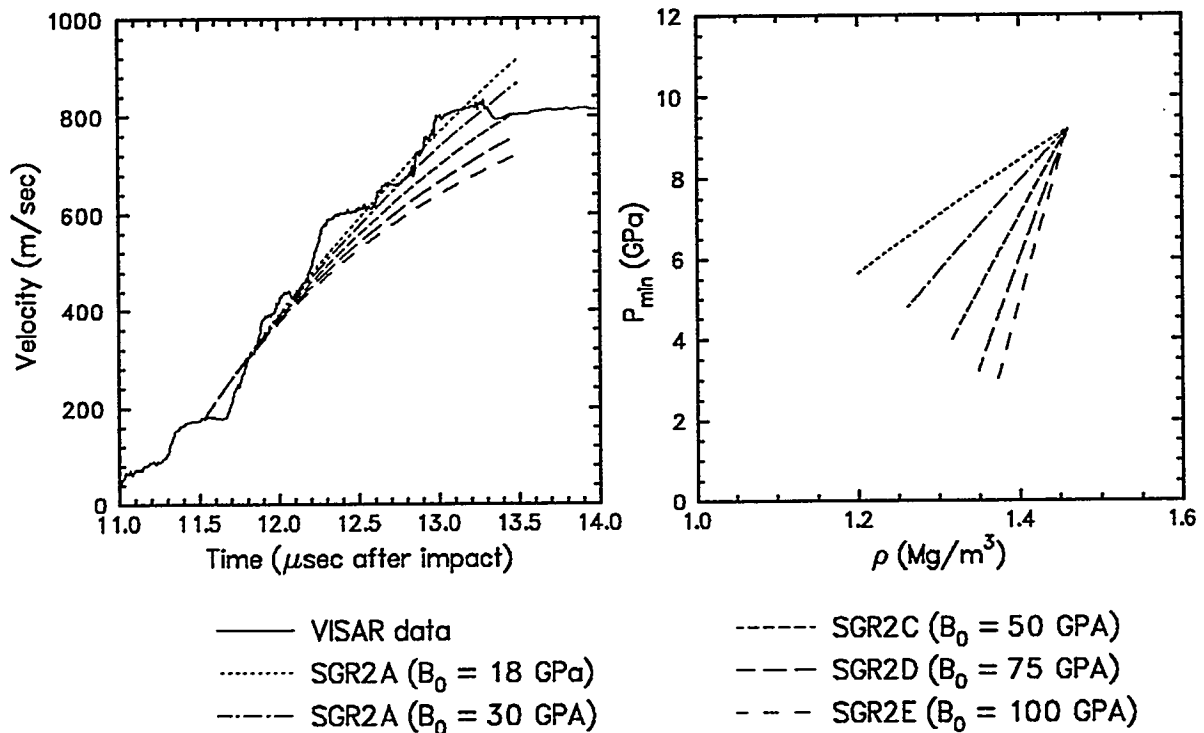 1000
800
600
400
200
0
Velocity (m/sec)
11.0 11.5 12.0 12.5 13.0 13.5 14.0
Time (μsec after impact)
12
10
8
6
4
2
0
P_min (GPa)
1.0 1.2 1.4 1.6
ρ (Mg/m³)
VISAR data
SGR2A (B₀ = 18 GPa)
SGR2A (B₀ = 30 GPA)
SGR2C (B₀ = 50 GPA)
SGR2D (B₀ = 75 GPA)
SGR2E (B₀ = 100 GPA)